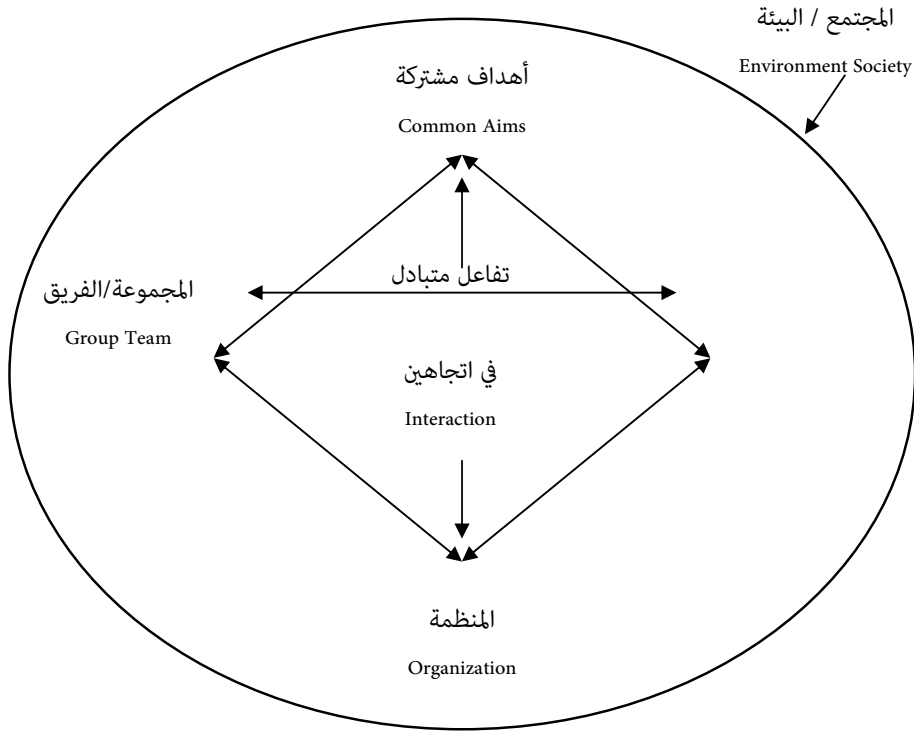 المجتمع / البيئة
Environment Society
أهداف مشتركة
Common Aims
تفاعل متبادل
المجموعة/الفريق
Group Team
في اتجاهين
Interaction
المنظمة
Organization